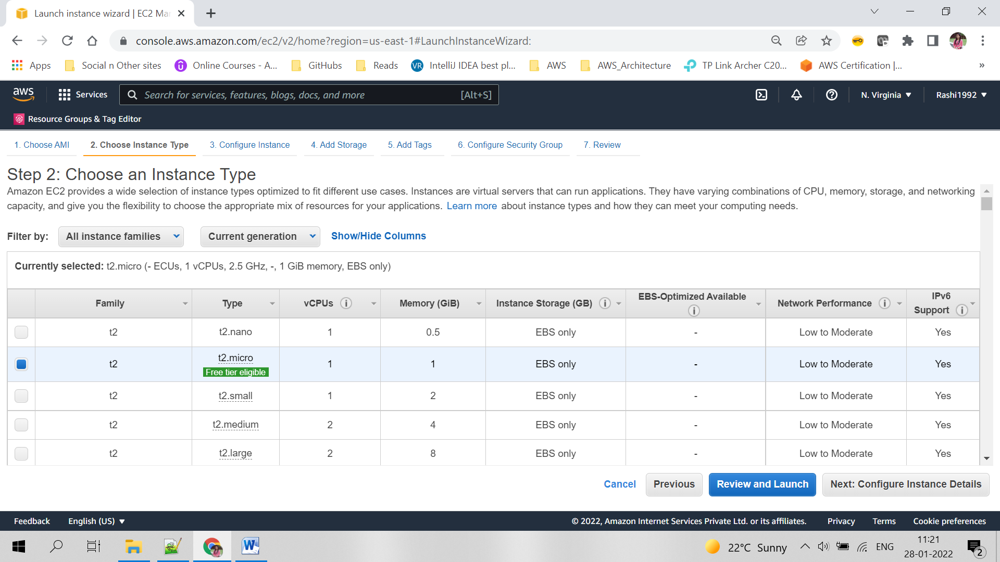 Launch instance wizard | EC2 Ma
console.aws.amazon.com/ec2/v2/home?region=us-east-1#LaunchInstanceWizard:
Apps Social n Other sites Online Courses - A... GitHubs Reads VR IntelliJ IDEA best pl... AWS AWS_Architecture TP Link Archer C20... AWS Certification |... »
aws Services Search for services, features, blogs, docs, and more [Alt+S] N. Virginia Rashi1992
Resource Groups & Tag Editor
1. Choose AMI 2. Choose Instance Type 3. Configure Instance 4. Add Storage 5. Add Tags 6. Configure Security Group 7. Review
Step 2: Choose an Instance Type
Amazon EC2 provides a wide selection of instance types optimized to fit different use cases. Instances are virtual servers that can run applications. They have varying combinations of CPU, memory, storage, and networking
capacity, and give you the flexibility to choose the appropriate mix of resources for your applications. Learn more about instance types and how they can meet your computing needs.
Filter by: All instance families Current generation Show/Hide Columns
Currently selected: t2.micro (- ECUs, 1 vCPUs, 2.5 GHz, -, 1 GiB memory, EBS only)
Family Type vCPUs Memory (GiB) Instance Storage (GB) EBS-Optimized Available Network Performance IPv6 Support
t2 t2.nano 1 0.5 EBS only - Low to Moderate Yes
t2 t2.micro Free tier eligible 1 1 EBS only - Low to Moderate Yes
t2 t2.small 1 2 EBS only - Low to Moderate Yes
t2 t2.medium 2 4 EBS only - Low to Moderate Yes
t2 t2.large 2 8 EBS only - Low to Moderate Yes
Cancel Previous Review and Launch Next: Configure Instance Details
Feedback English (US) © 2022, Amazon Internet Services Private Ltd. or its affiliates. Privacy Terms Cookie preferences
22°C Sunny ENG 11:21
28-01-2022 2